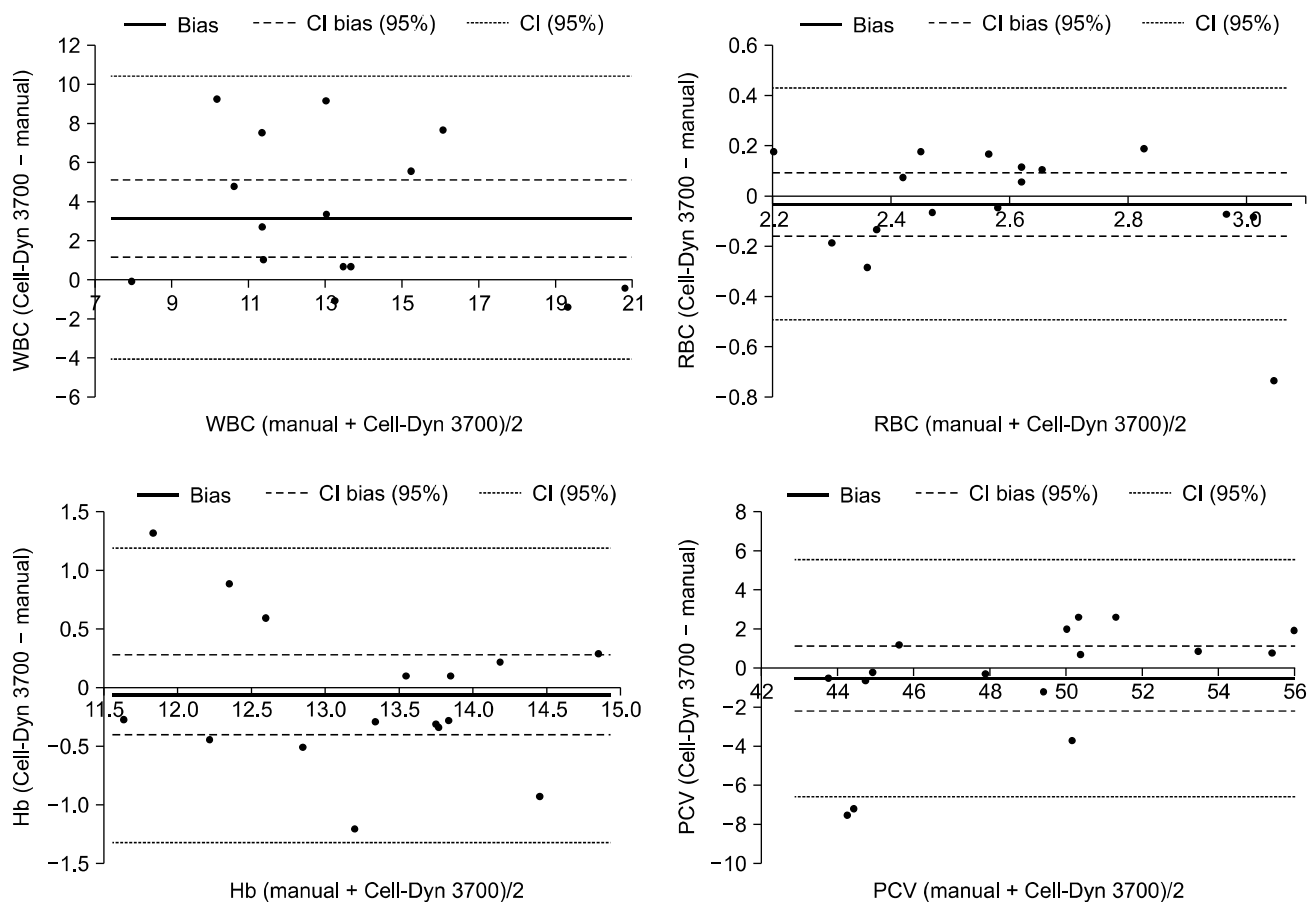 Bias CI bias (95%) CI (95%)
12
10
8
6
4
2
0
−2
−4
−6
7 9 11 13 15 17 19 21
WBC (Cell-Dyn 3700 − manual)
WBC (manual + Cell-Dyn 3700)/2
Bias CI bias (95%) CI (95%)
0.6
0.4
0.2
0
−0.2
−0.4
−0.6
−0.8
2.2 2.4 2.6 2.8 3.0
RBC (Cell-Dyn 3700 − manual)
RBC (manual + Cell-Dyn 3700)/2
Bias CI bias (95%) CI (95%)
1.5
1.0
0.5
0
−0.5
−1.0
−1.5
11.5 12.0 12.5 13.0 13.5 14.0 14.5 15.0
Hb (Cell-Dyn 3700 − manual)
Hb (manual + Cell-Dyn 3700)/2
Bias CI bias (95%) CI (95%)
8
6
4
2
0
−2
−4
−6
−8
−10
42 44 46 48 50 52 54 56
PCV (Cell-Dyn 3700 − manual)
PCV (manual + Cell-Dyn 3700)/2